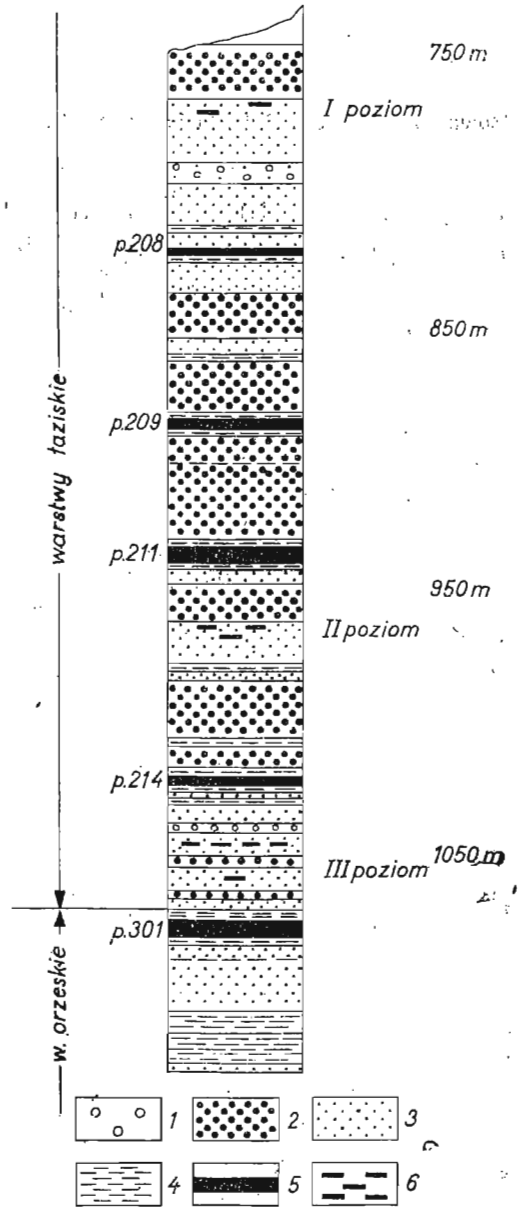 750 m
I poziom
p.208
850 m
p.209
p.211
950 m
II poziom
p.214
1050 m
III poziom
p.301
warstwy łaziskie
w. orzeskie
1
2
3
4
5
6